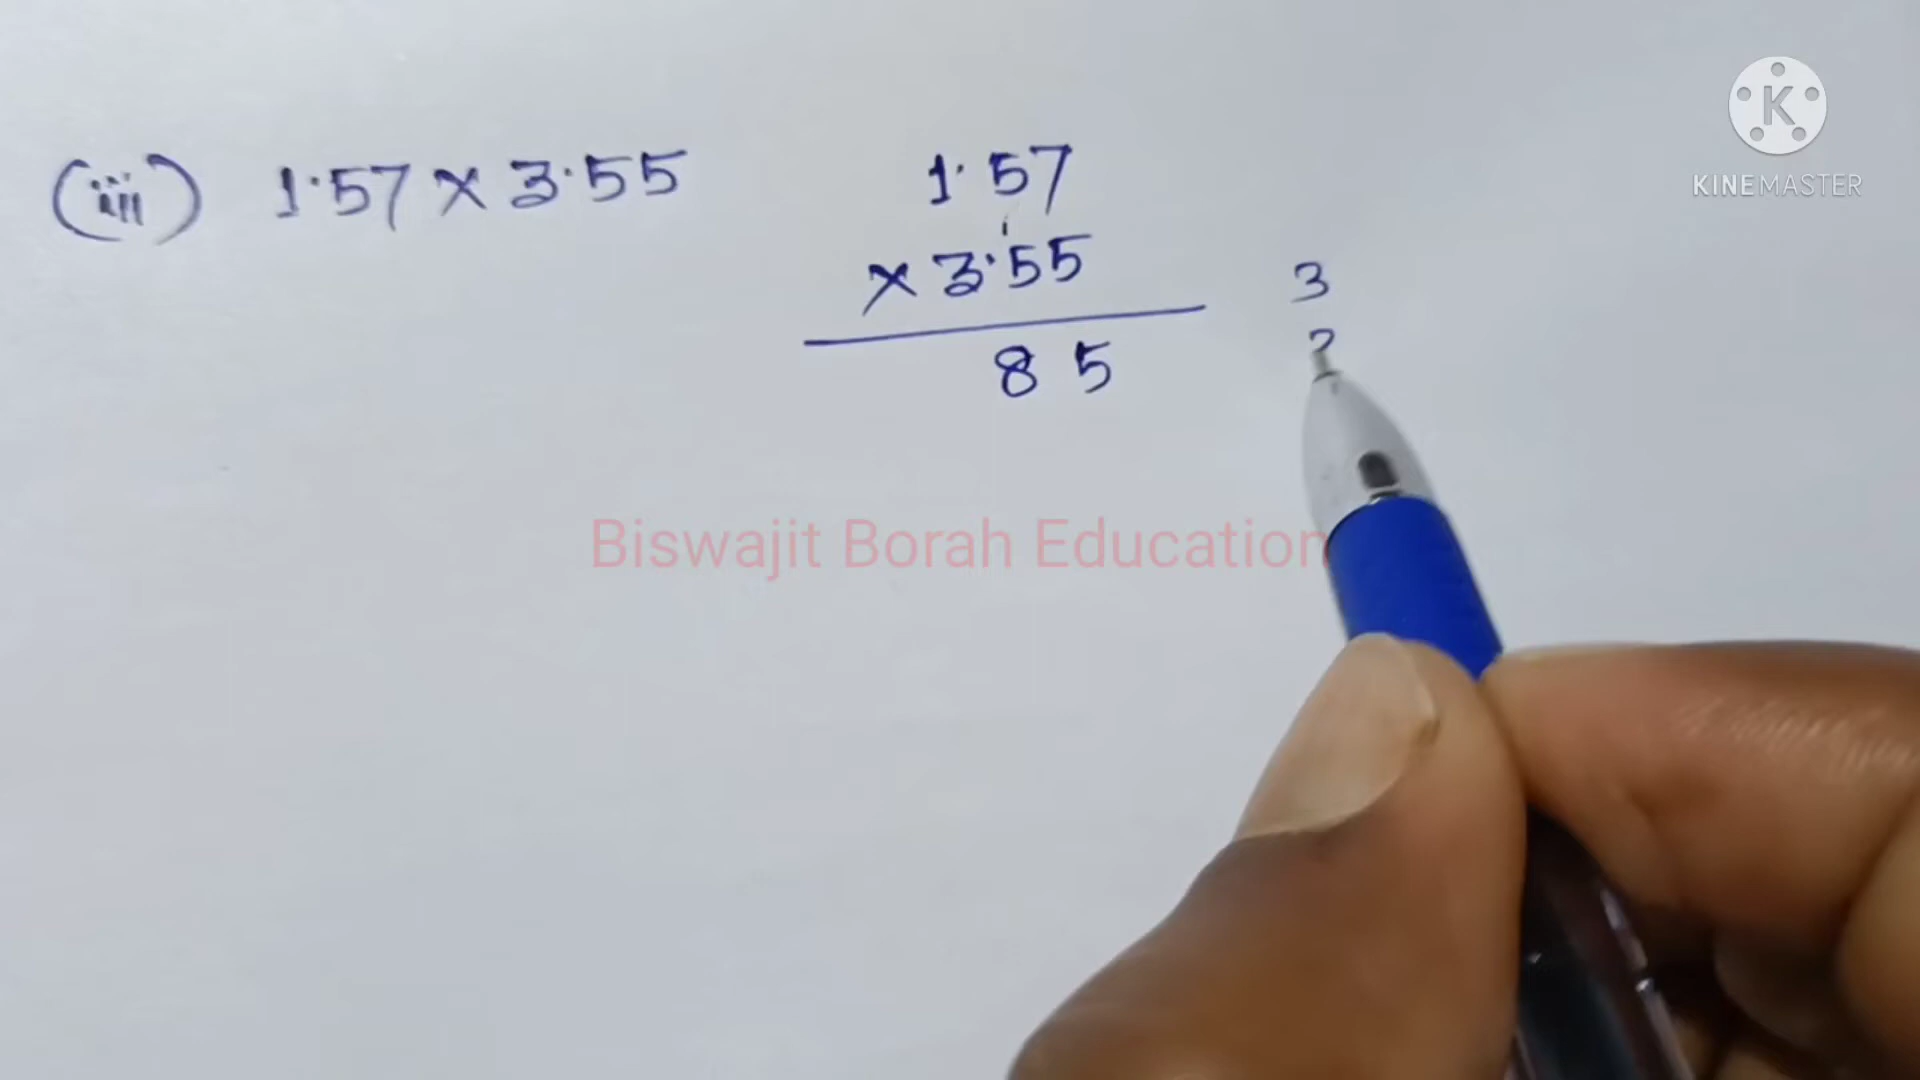 (iii) 1·57 × 3·55
1·57
× 3·55
3
8 5
KINEMASTER
Biswajit Borah Education